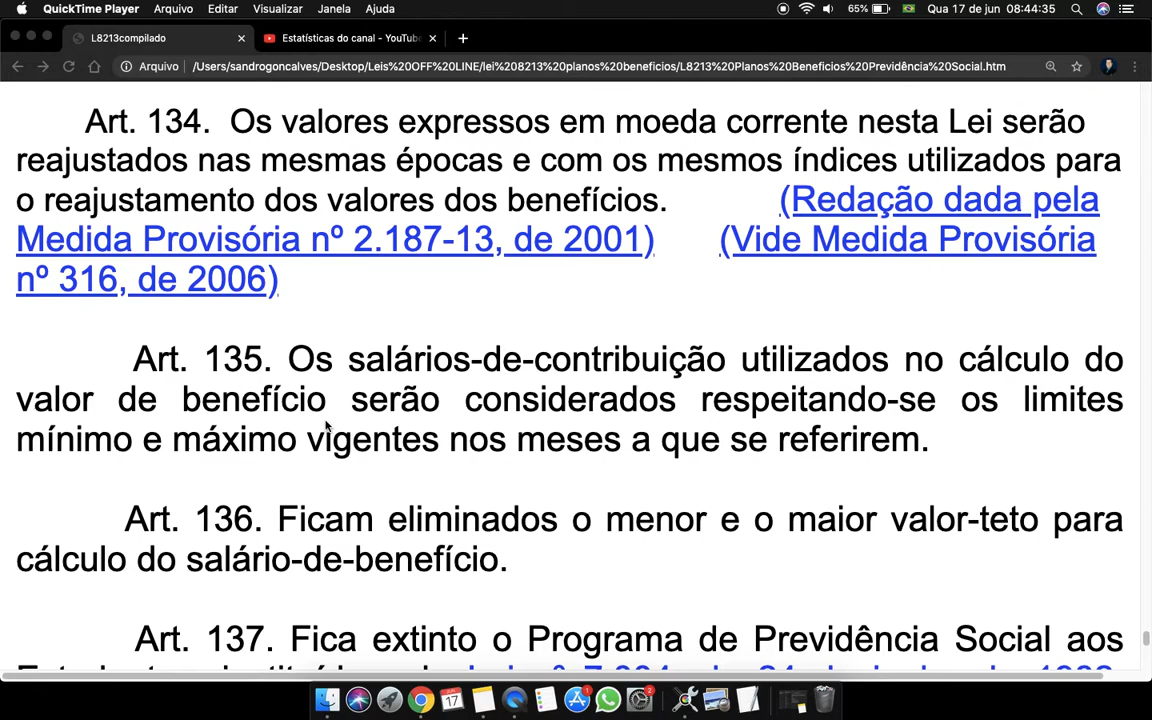 QuickTime Player Arquivo Editar Visualizar Janela Ajuda 65% Qua 17 de jun 08:44:35
L8213compilado Estatísticas do canal - YouTub
Arquivo /Users/sandrogoncalves/Desktop/Leis%20OFF%20LINE/lei%208213%20planos%20beneficios/L8213%20Planos%20Beneficios%20Previdência%20Social.htm
Art. 134. Os valores expressos em moeda corrente nesta Lei serão
reajustados nas mesmas épocas e com os mesmos índices utilizados para
o reajustamento dos valores dos benefícios. (Redação dada pela
Medida Provisória nº 2.187-13, de 2001) (Vide Medida Provisória
nº 316, de 2006)
Art. 135. Os salários-de-contribuição utilizados no cálculo do
valor de benefício serão considerados respeitando-se os limites
mínimo e máximo vigentes nos meses a que se referirem.
Art. 136. Ficam eliminados o menor e o maior valor-teto para
cálculo do salário-de-benefício.
Art. 137. Fica extinto o Programa de Previdência Social aos
17
1
2